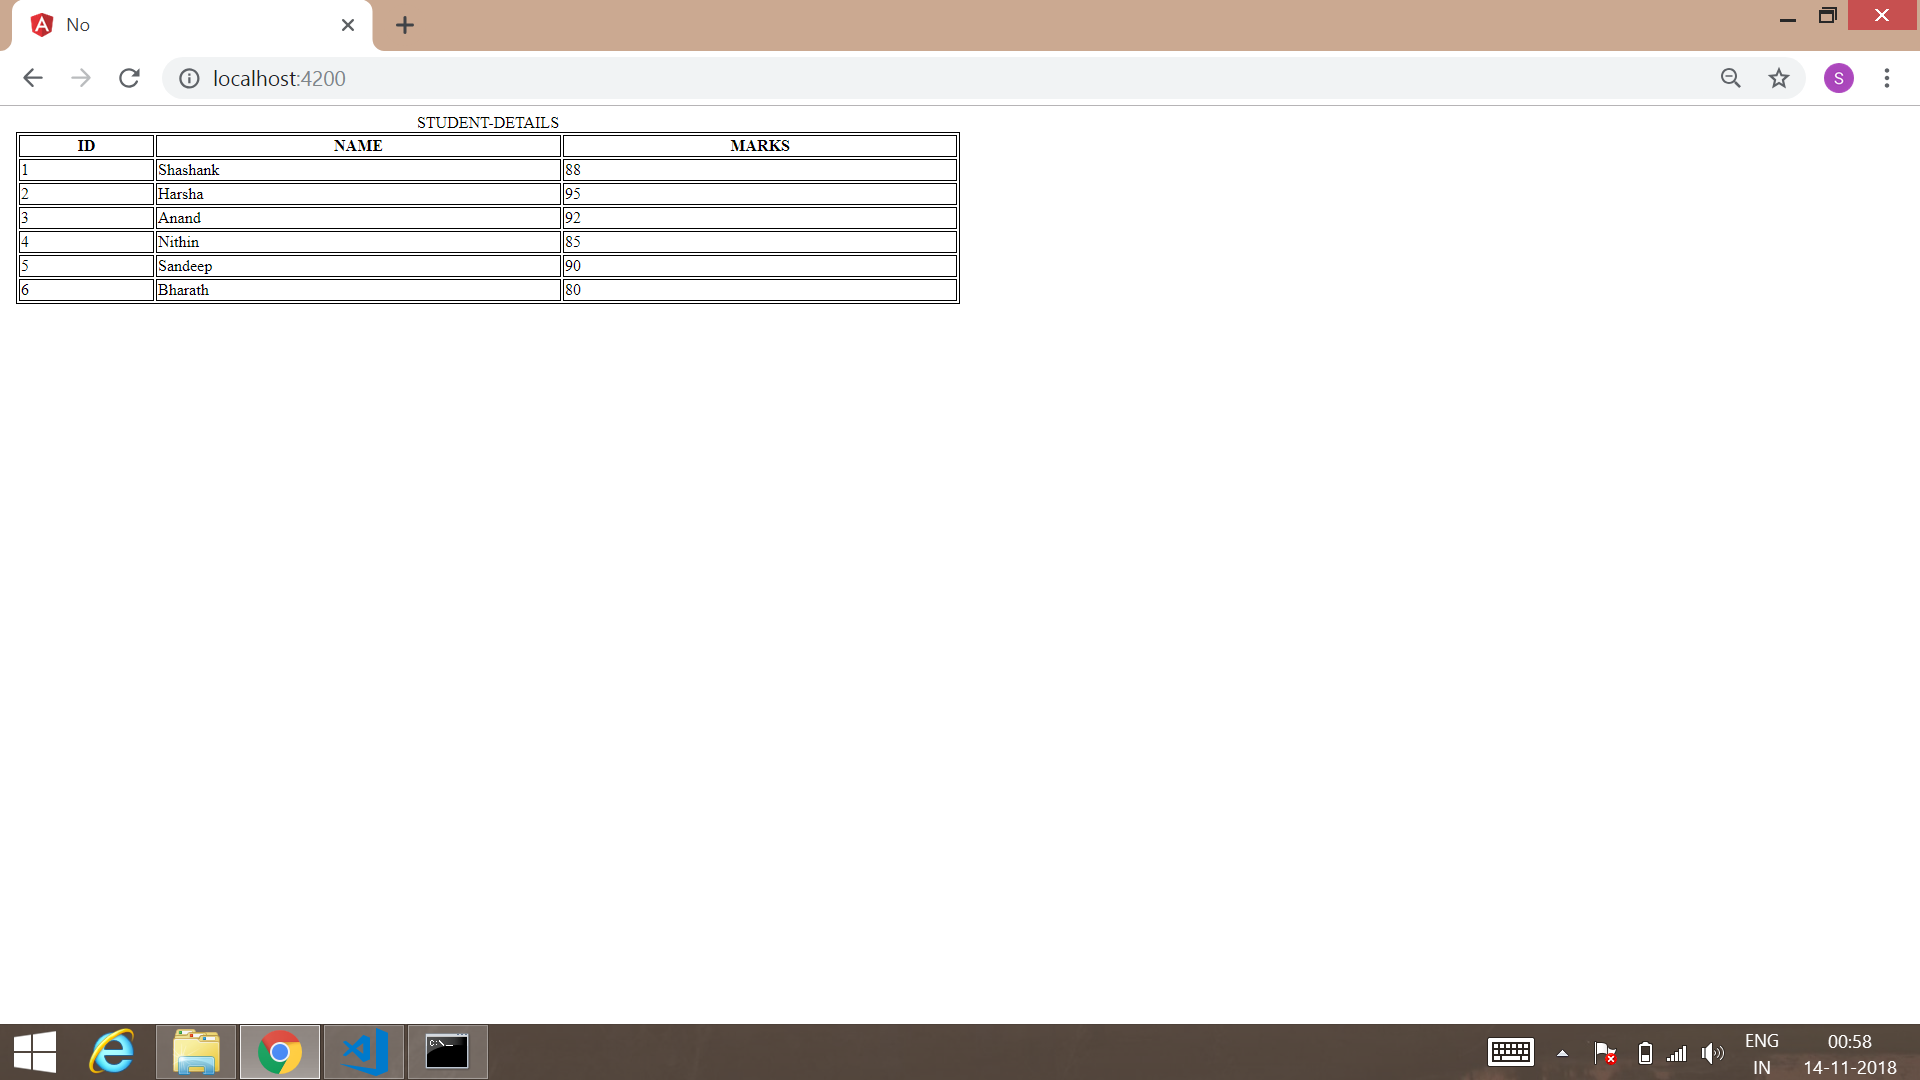 No
localhost:4200
S
STUDENT-DETAILS
ID NAME MARKS
1 Shashank 88
2 Harsha 95
3 Anand 92
4 Nithin 85
5 Sandeep 90
6 Bharath 80
C:\._
ENG 00:58
IN 14-11-2018